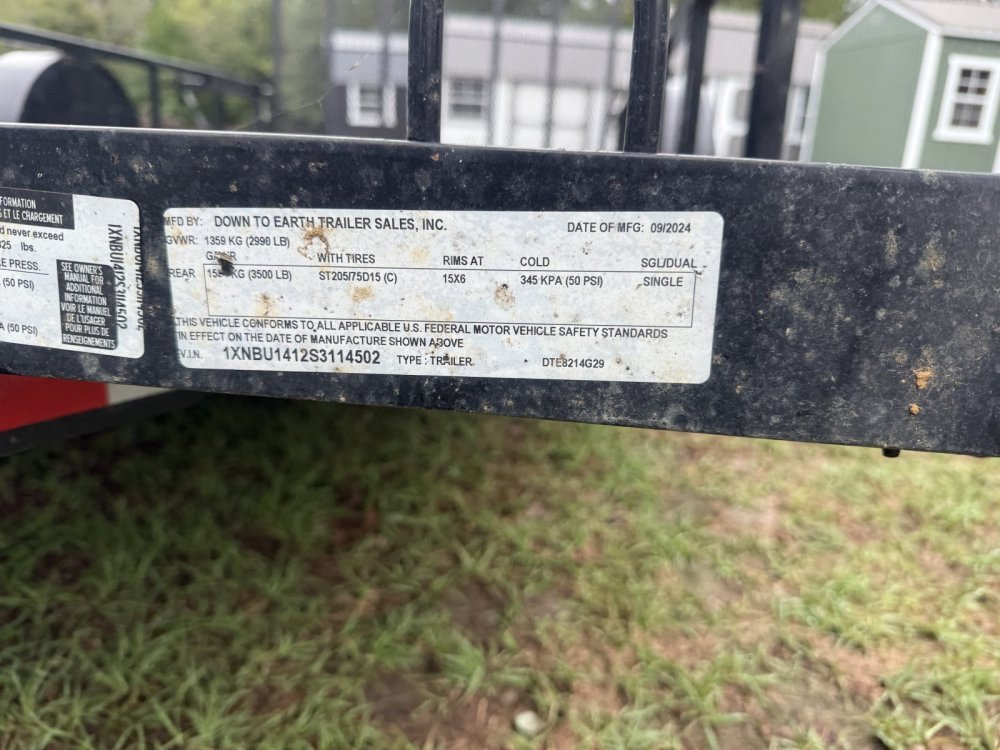 FORMATION
S ET LE CHARGEMENT
d never exceed
825 lbs.
E PRESS.
(50 PSI)
A (50 PSI)
SEE OWNER'S
MANUAL FOR
ADDITIONAL
INFORMATION
VOIR LE MANUEL
DE L'USAGER
POUR PLUS DE
RENSEIGNEMENTS
1XNBU1412S3114502
MFD BY: DOWN TO EARTH TRAILER SALES, INC. DATE OF MFG: 09/2024
GVWR: 1359 KG (2990 LB)
GAWR WITH TIRES RIMS AT COLD SGL/DUAL
REAR KG (3500 LB) ST205/75D15 (C) 15X6 345 KPA (50 PSI) SINGLE
THIS VEHICLE CONFORMS TO ALL APPLICABLE U.S. FEDERAL MOTOR VEHICLE SAFETY STANDARDS
IN EFFECT ON THE DATE OF MANUFACTURE SHOWN ABOVE
V.I.N. 1XNBU1412S3114502 TYPE: TRAILER DTE8214G29